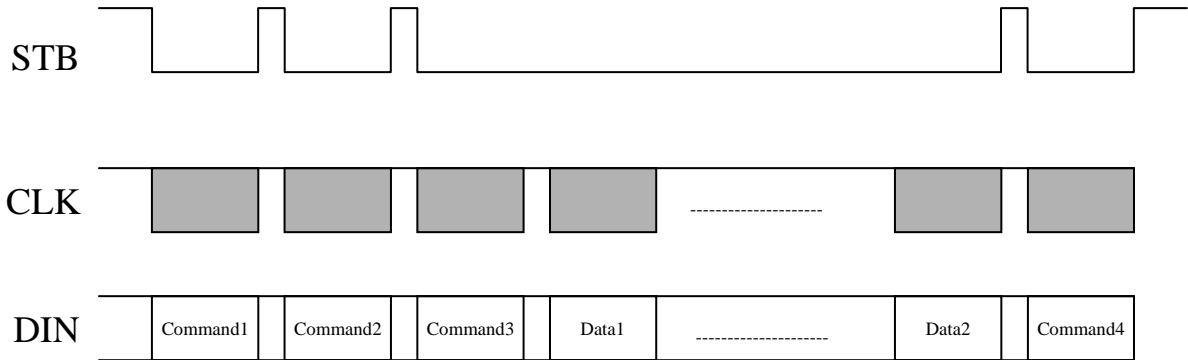 STB
CLK
DIN
Command1 Command2 Command3 Data1 Data2 Command4